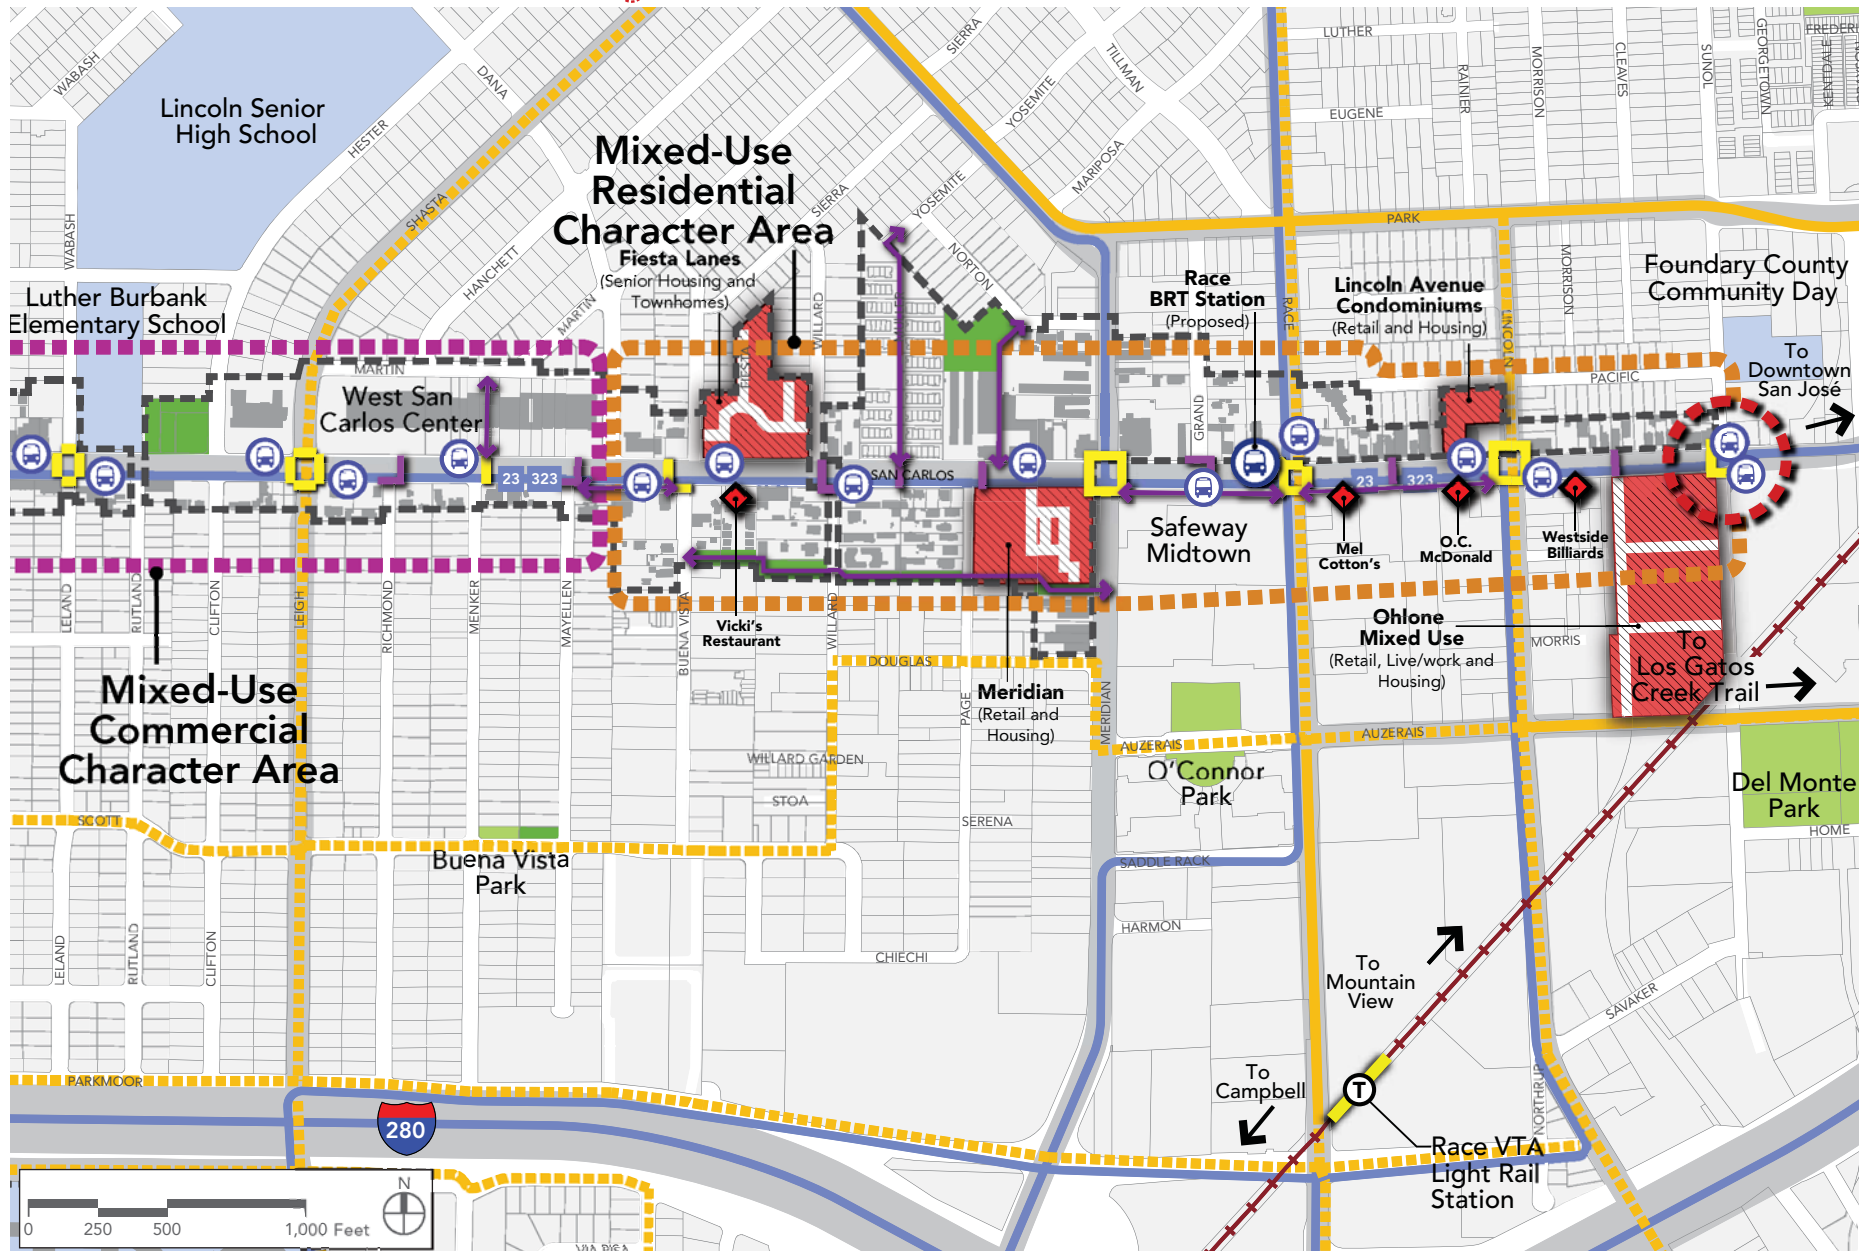 WABASH
Lincoln Senior
High School
DANA
HESTER
SHASTA
SIERRA
TILLMAN
YOSEMITE
MARIPOSA
LUTHER
EUGENE
RAINIER
MORRISON
CLEAVES
SUNOL
GEORGETOWN
KENTDALE
Mixed-Use
Residential
Character Area
Fiesta Lanes
(Senior Housing and
Townhomes)
SIERRA
YOSEMITE
NORTON
HANCHETT
MARTIN
WILLARD
FIESTA
WABASH
Luther Burbank
Elementary School
MARTIN
West San
Carlos Center
PARK
Race
BRT Station
(Proposed)
RACE
Lincoln Avenue
Condominiums
(Retail and Housing)
LINCOLN
MORRISON
Foundary County
Community Day
To
Downtown
San José
PACIFIC
GRAND
23
323
SAN CARLOS
23
323
Safeway
Midtown
Mel
Cotton's
O.C.
McDonald
Westside
Billiards
Vicki's
Restaurant
Ohlone
Mixed Use
(Retail, Live/work and
Housing)
MORRIS
To
Los Gatos
Creek Trail
LELAND
RUTLAND
CLIFTON
LEIGH
RICHMOND
MENKER
MAYELLEN
BUENA VISTA
WILLARD
DOUGLAS
PAGE
Meridian
(Retail and
Housing)
MERIDIAN
AUZERAIS
AUZERAIS
O'Connor
Park
Del Monte
Park
HOME
Mixed-Use
Commercial
Character Area
WILLARD GARDEN
STOA
SERENA
SCOTT
Buena Vista
Park
SADDLE RACK
HARMON
CHIECHI
LELAND
RUTLAND
CLIFTON
To
Mountain
View
SAVAKER
PARKMOOR
280
To
Campbell
T
NORTHRUP
Race VTA
Light Rail
Station
N
0
250
500
1,000 Feet